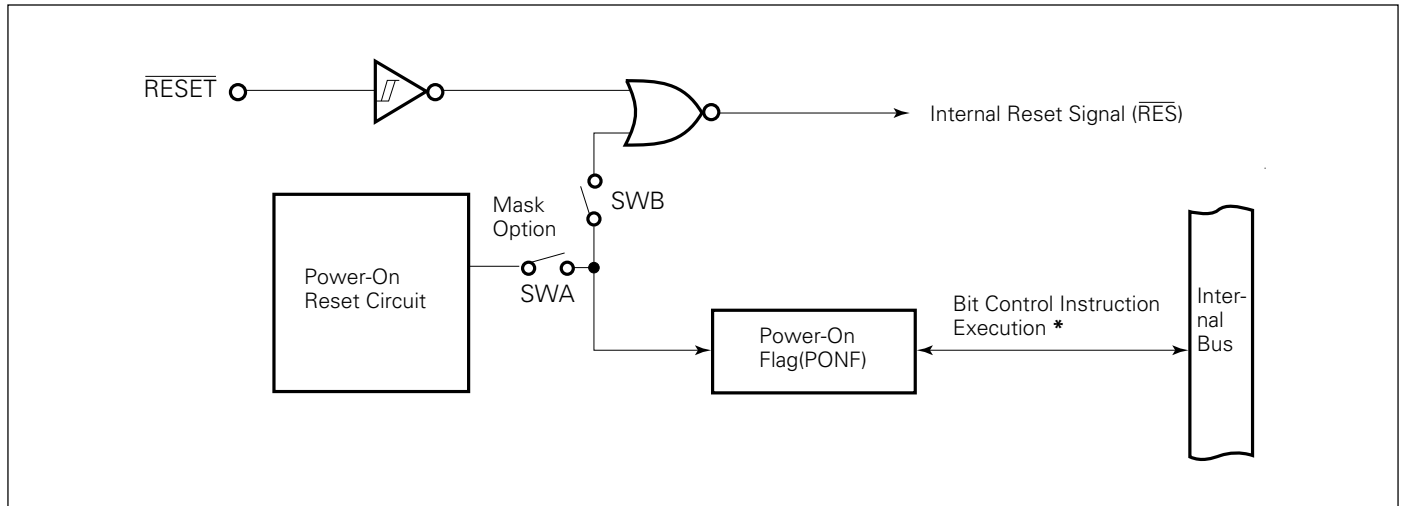 RESET
Internal Reset Signal (RES)
SWB
Mask
Option
SWA
Power-On
Reset Circuit
Power-On
Flag(PONF)
Bit Control Instruction
Execution *
Inter-
nal
Bus